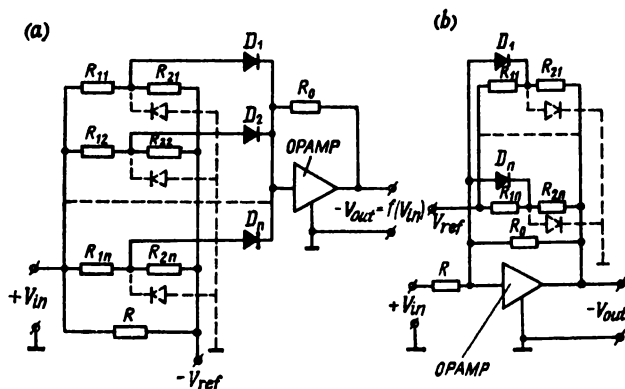 (a)
D1
R11
R21
R0
D2
R12
R22
OPAMP
-Vout = f(Vin)
Dn
R1n
R2n
+Vin
R
-Vref
(b)
D1
R11
R21
Dn
R10
R2n
Vref
R0
R
+Vin
-Vout
OPAMP